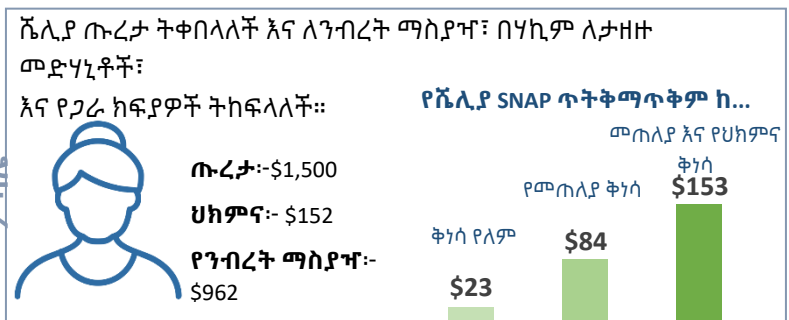 ሼሊያ ጡረታ ትቀበላለች እና ለንብረት ማስያዣ፣ በሃኪም ለታዘዙ
መድሃኒቶች፣
እና የጋራ ክፍያዎች ትከፍላለች።
ጡረታ፡-$1,500
ህክምና፡- $152
የንብረት ማስያዣ፡-
$962
የሼሊያ SNAP ጥትቅማጥቅም ከ...
ቅነሳ የለም
$23
የመጠለያ ቅነሳ
$84
መጠለያ እና የህክምና
ቅነሳ
$153